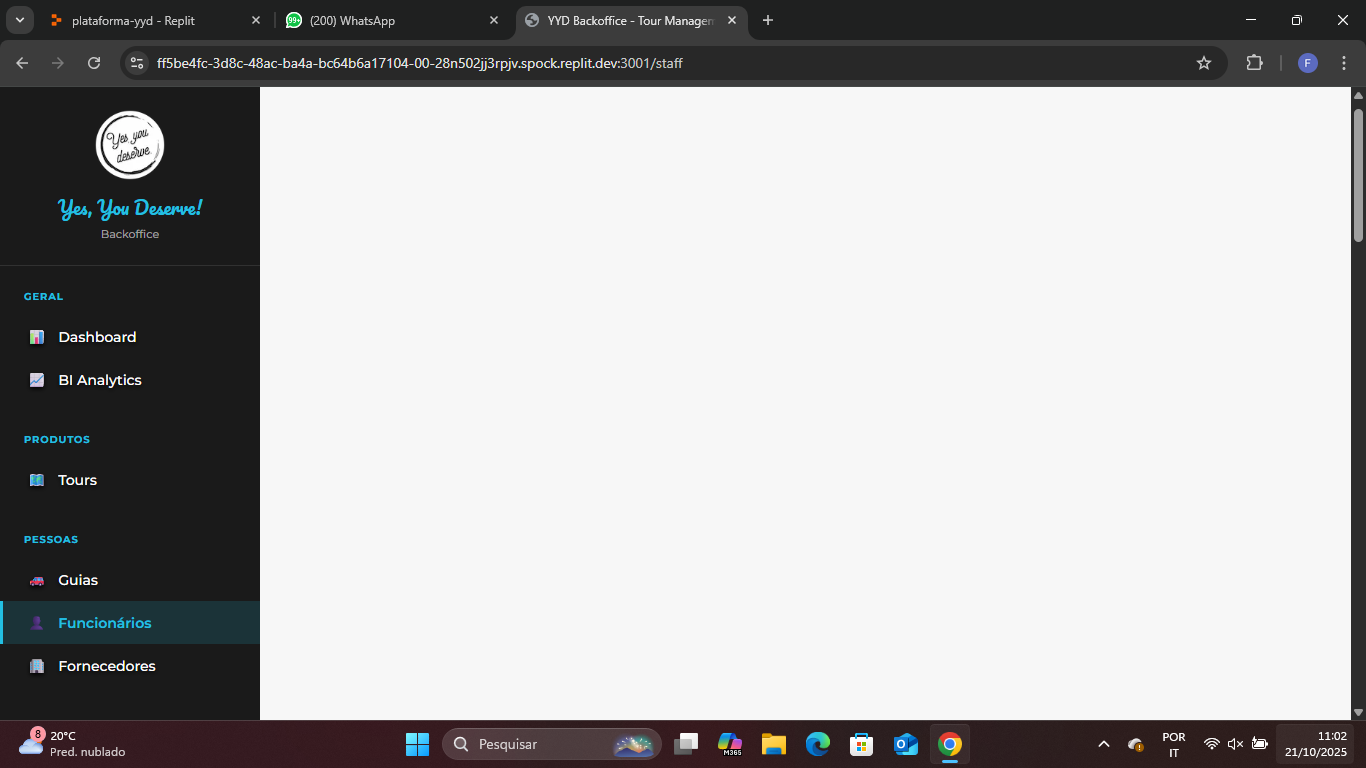 plataforma-yyd - Replit
99+
(200) WhatsApp
YYD Backoffice - Tour Managem
ff5be4fc-3d8c-48ac-ba4a-bc64b6a17104-00-28n502jj3rpjv.spock.replit.dev:3001/staff
F
Yes you
deserve
Yes, You Deserve!
Backoffice
GERAL
Dashboard
BI Analytics
PRODUTOS
Tours
PESSOAS
Guias
Funcionários
Fornecedores
8
20°C
Pred. nublado
Pesquisar
M365
POR
IT
11:02
21/10/2025